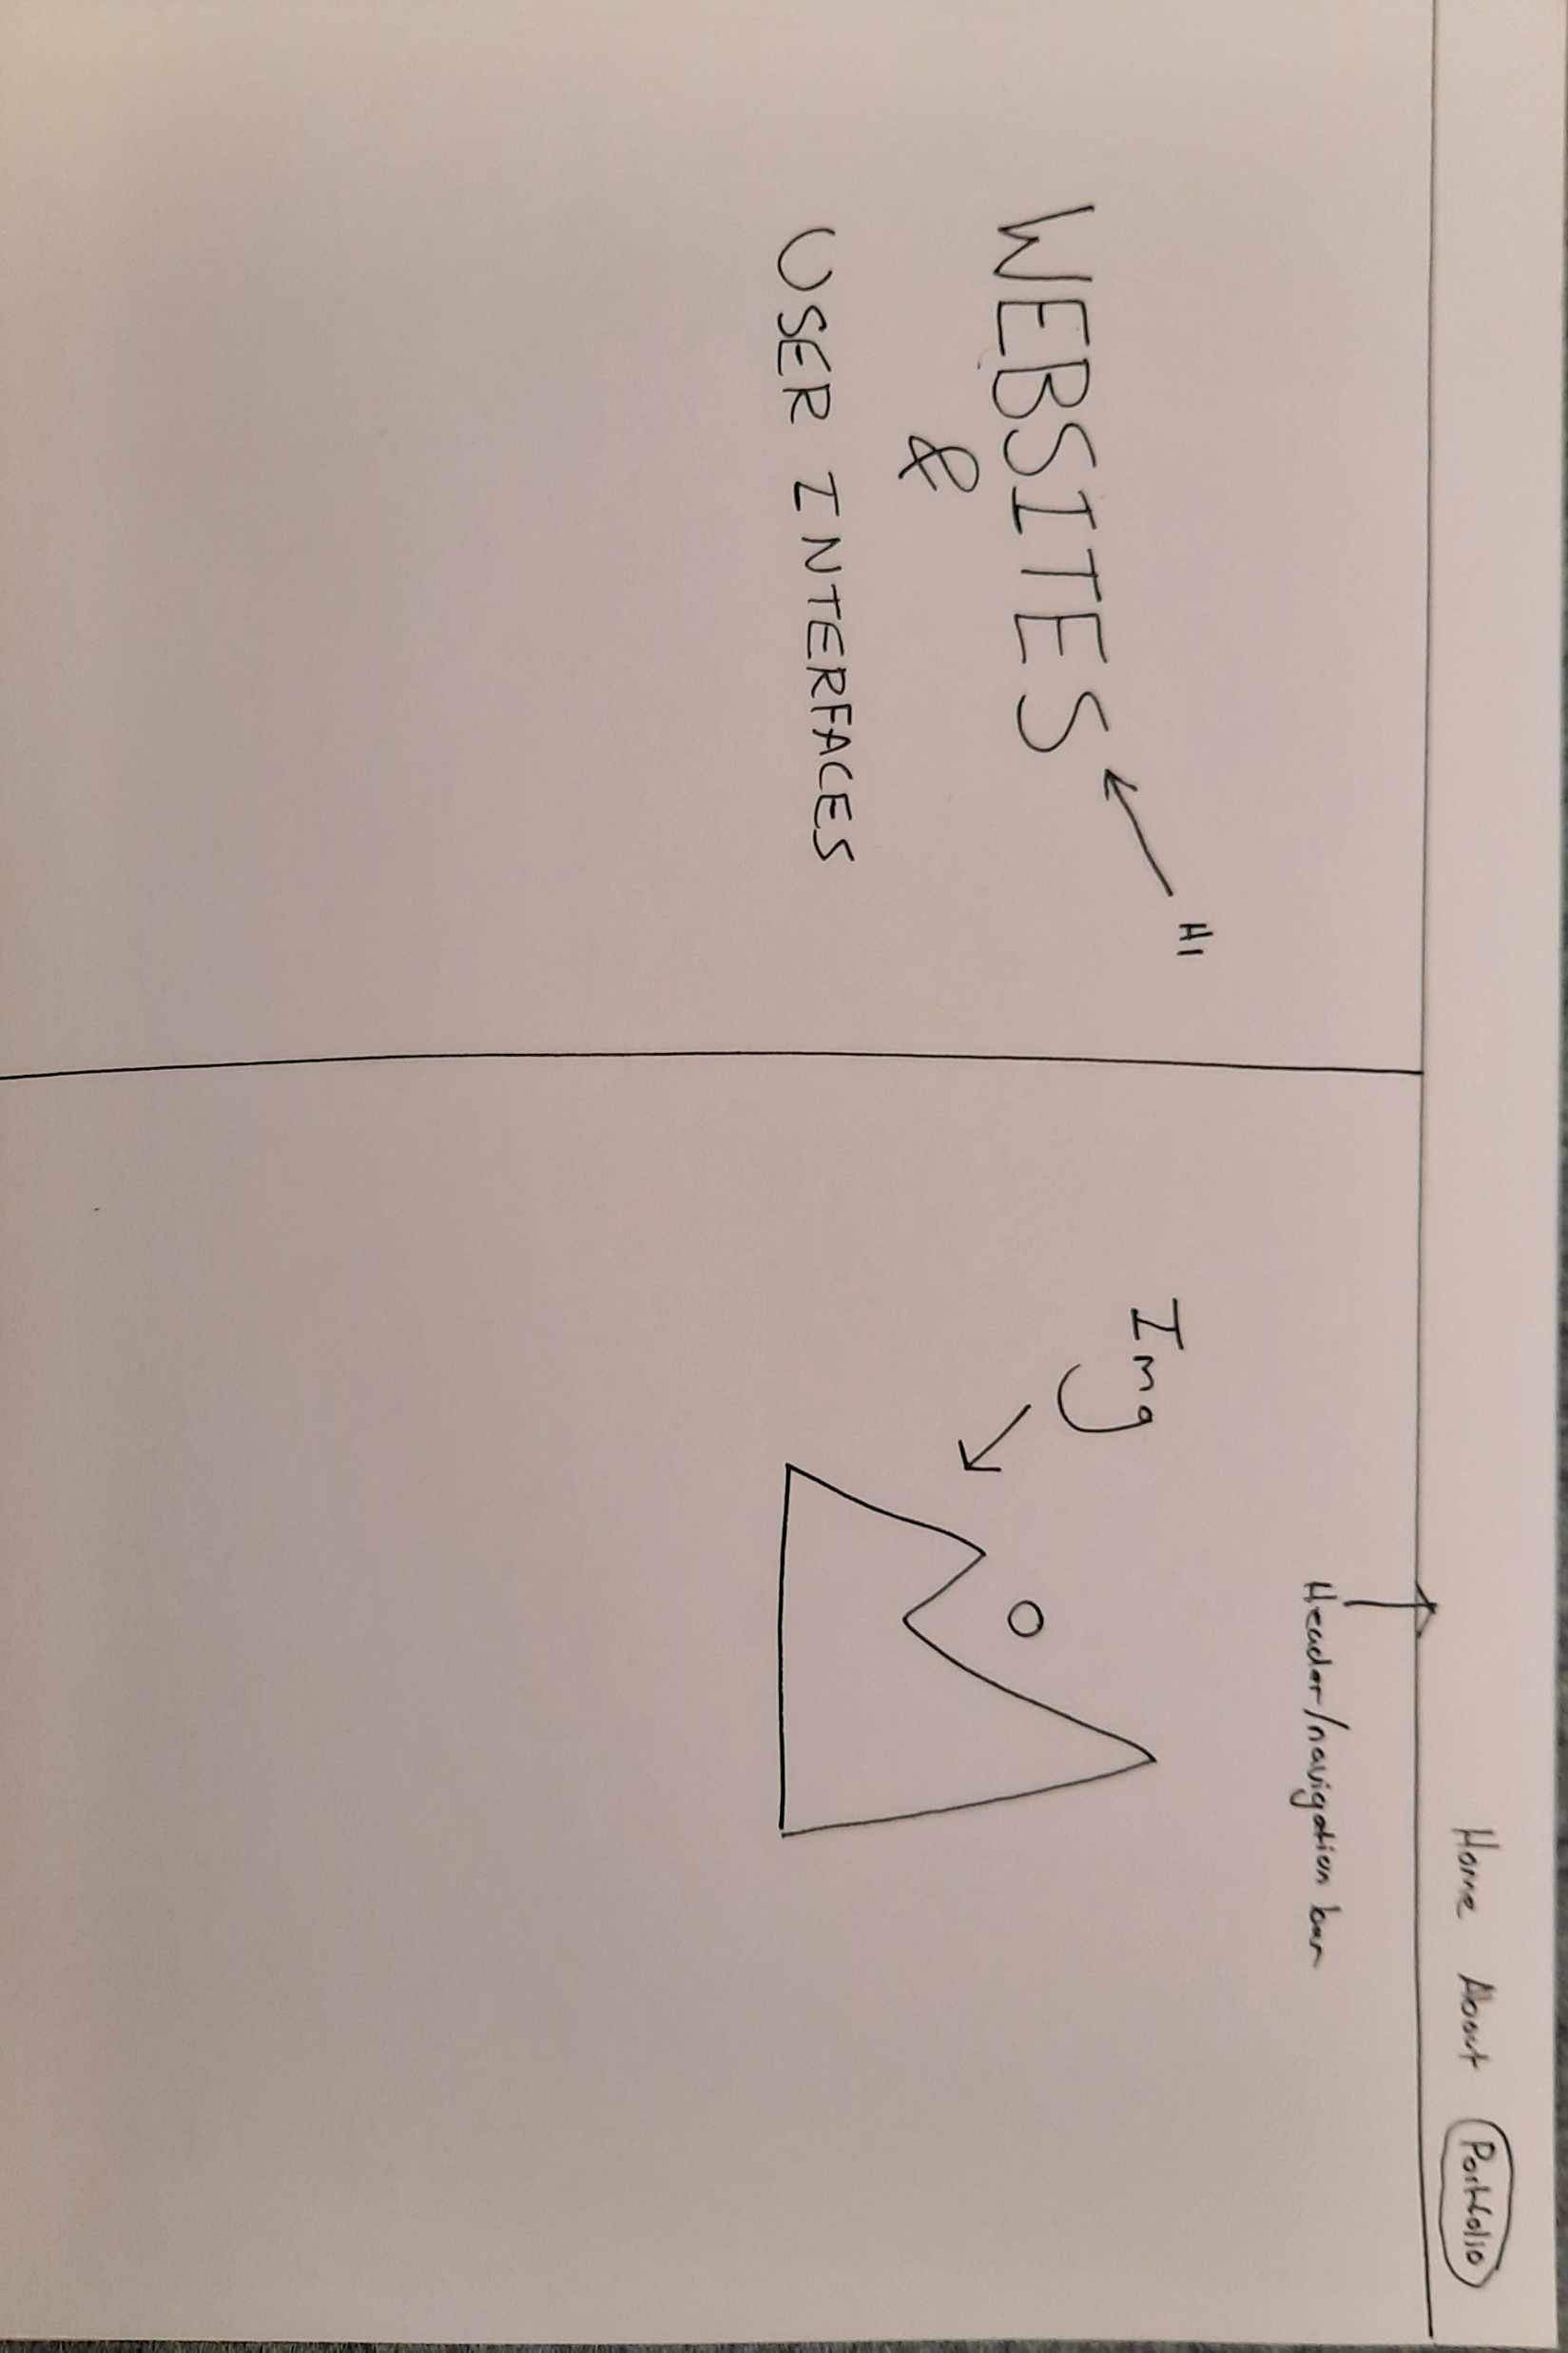 Home About Portfolio
Header/navigation bar
H1
WEBSITES
&
USER INTERFACES
Img